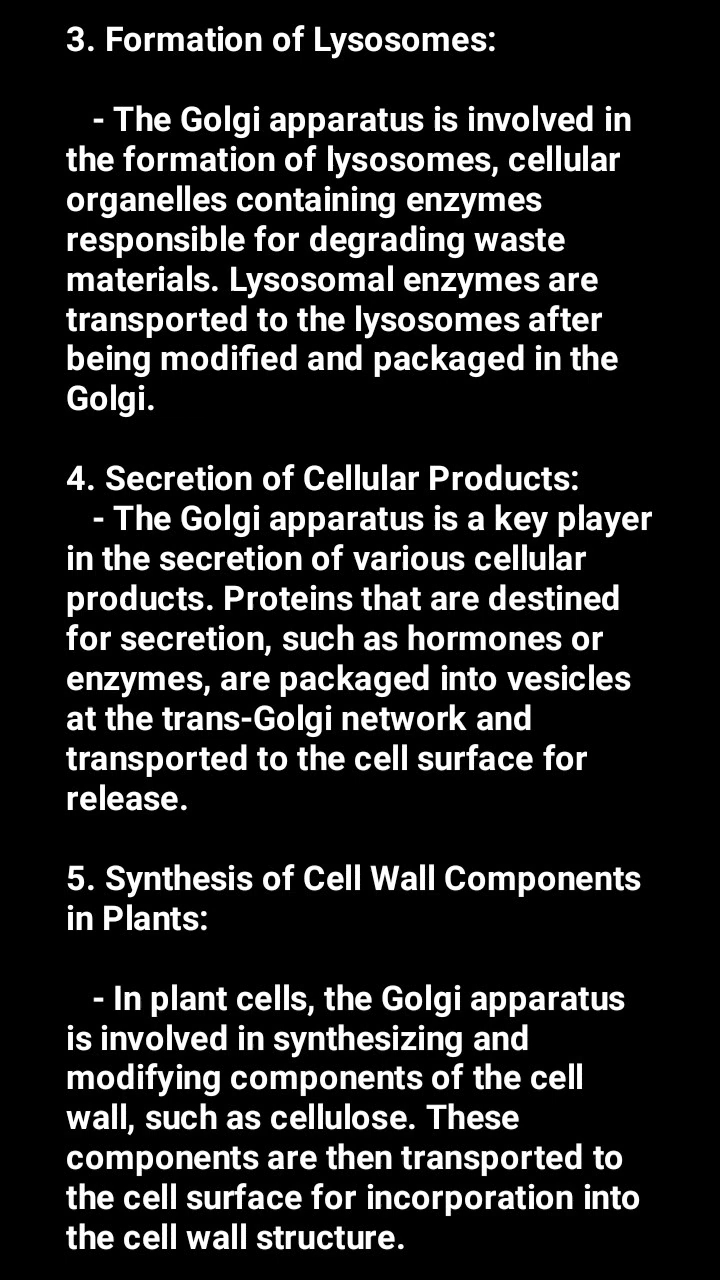 3. Formation of Lysosomes:
- The Golgi apparatus is involved in
the formation of lysosomes, cellular
organelles containing enzymes
responsible for degrading waste
materials. Lysosomal enzymes are
transported to the lysosomes after
being modified and packaged in the
Golgi.
4. Secretion of Cellular Products:
- The Golgi apparatus is a key player
in the secretion of various cellular
products. Proteins that are destined
for secretion, such as hormones or
enzymes, are packaged into vesicles
at the trans-Golgi network and
transported to the cell surface for
release.
5. Synthesis of Cell Wall Components
in Plants:
- In plant cells, the Golgi apparatus
is involved in synthesizing and
modifying components of the cell
wall, such as cellulose. These
components are then transported to
the cell surface for incorporation into
the cell wall structure.